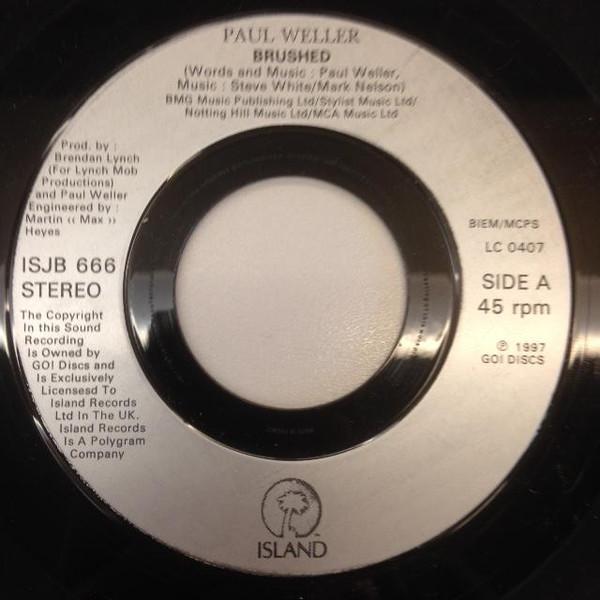 PAUL WELLER
BRUSHED
(Words and Music : Paul Weller,
Music : Steve White/Mark Nelson)
BMG Music Publishing Ltd/Stylist Music Ltd/
Notting Hill Music Ltd/MCA Music Ltd
Prod. by :
Brendan Lynch
(For Lynch Mob
Productions)
and Paul Weller
Engineered by :
Martin ‹‹ Max ››
Heyes
ISJB 666
STEREO
The Copyright
In this Sound
Recording
Is Owned by
GO! Discs and
Is Exclusively
Licensesd To
Island Records
Ltd In The UK.
Island Records
Is A Polygram
Company
BIEM/MCPS
LC 0407
SIDE A
45 rpm
℗ 1997
GO! DISCS
ISLAND